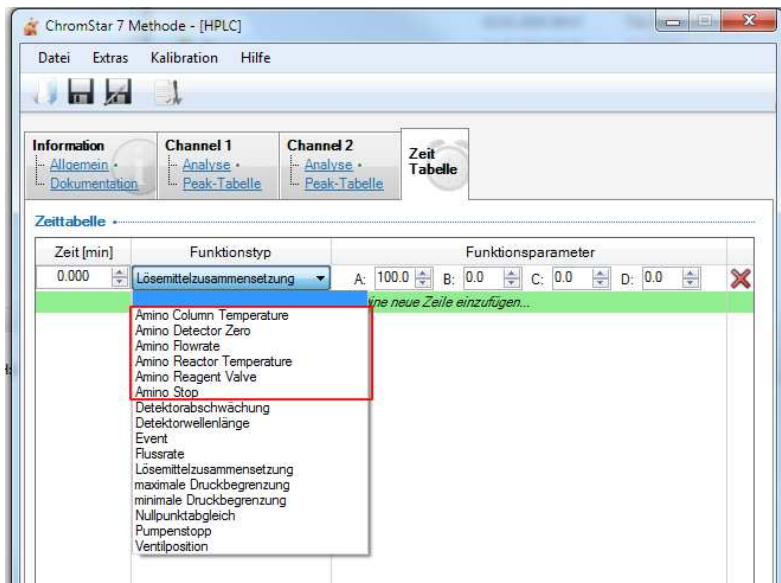 ChromStar 7 Methode - [HPLC]
Datei Extras Kalibration Hilfe
Information Channel 1 Channel 2 Zeit Tabelle
Allgemein Analyse Analyse
Dokumentation Peak-Tabelle Peak-Tabelle
Zeittabelle
Zeit [min] Funktionstyp Funktionsparameter
0.000 Lösemittelzusammensetzung A: 100.0 B: 0.0 C: 0.0 D: 0.0
neue Zeile einzufügen...
Amino Column Temperature
Amino Detector Zero
Amino Flowrate
Amino Reactor Temperature
Amino Reagent Valve
Amino Stop
Detektorabschwächung
Detektorwellenlänge
Event
Flussrate
Lösemittelzusammensetzung
maximale Druckbegrenzung
minimale Druckbegrenzung
Nullpunktabgleich
Pumpenstopp
Ventilposition